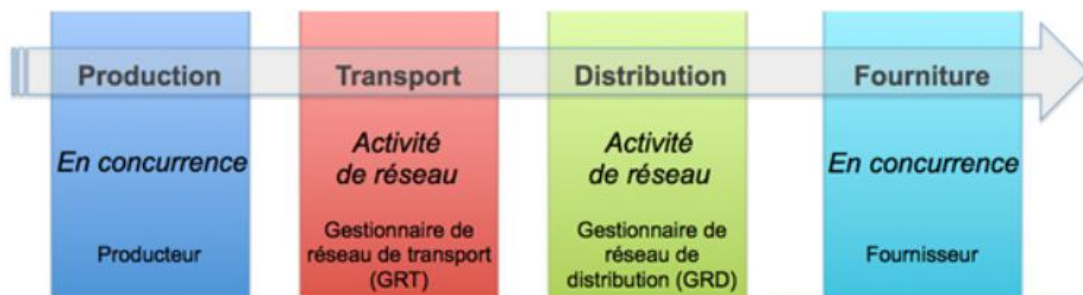 Production
Transport
Distribution
Fourniture
En concurrence
Activité
de réseau
Activité
de réseau
En concurrence
Producteur
Gestionnaire de
réseau de transport
(GRT)
Gestionnaire de
réseau de
distribution (GRD)
Fournisseur